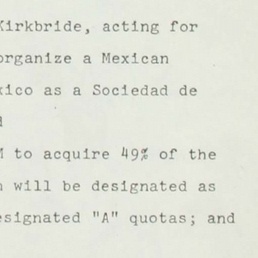 Kirkbride, acting for
organize a Mexican
xico as a Sociedad de
to acquire 49% of the
will be designated as
esignated "A" quotas; and